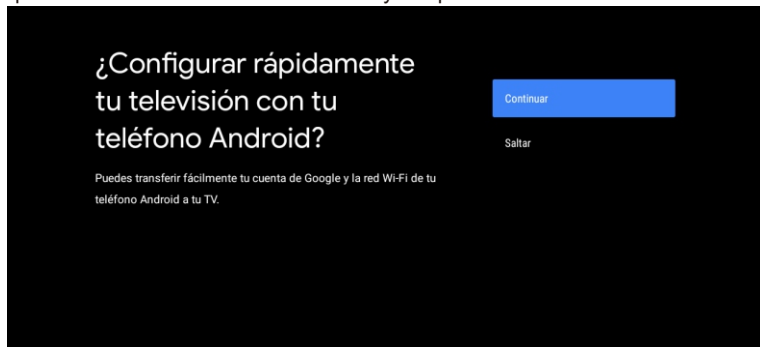 ¿Configurar rápidamente
tu televisión con tu
teléfono Android?
Puedes transferir fácilmente tu cuenta de Google y la red Wi-Fi de tu
teléfono Android a tu TV.
Continuar
Saltar